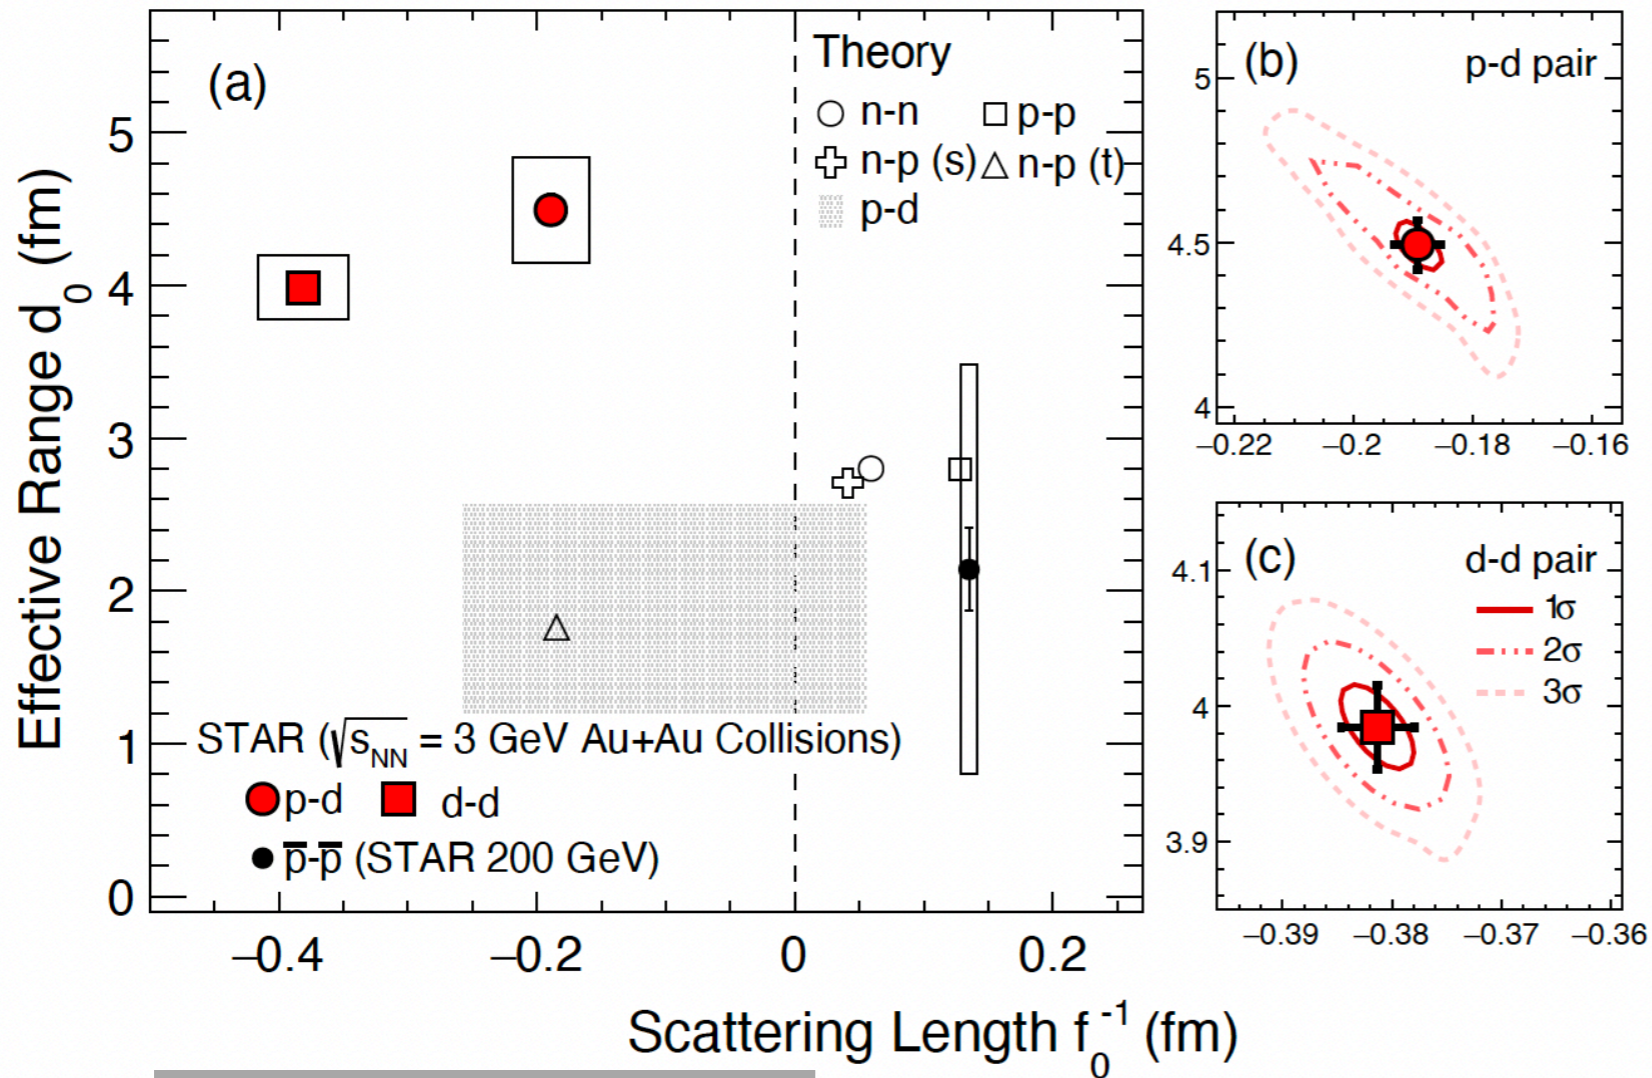 (a)
Theory
n-n p-p
n-p (s) n-p (t)
p-d
Effective Range d₀ (fm)
5
4
3
2
1
0
STAR (√sNN = 3 GeV Au+Au Collisions)
p-d d-d
p̅-p̅ (STAR 200 GeV)
−0.4 −0.2 0 0.2
Scattering Length f₀⁻¹ (fm)
(b) p-d pair
5
4.5
4
−0.22 −0.2 −0.18 −0.16
(c) d-d pair
1σ
2σ
3σ
4.1
4
3.9
−0.39 −0.38 −0.37 −0.36